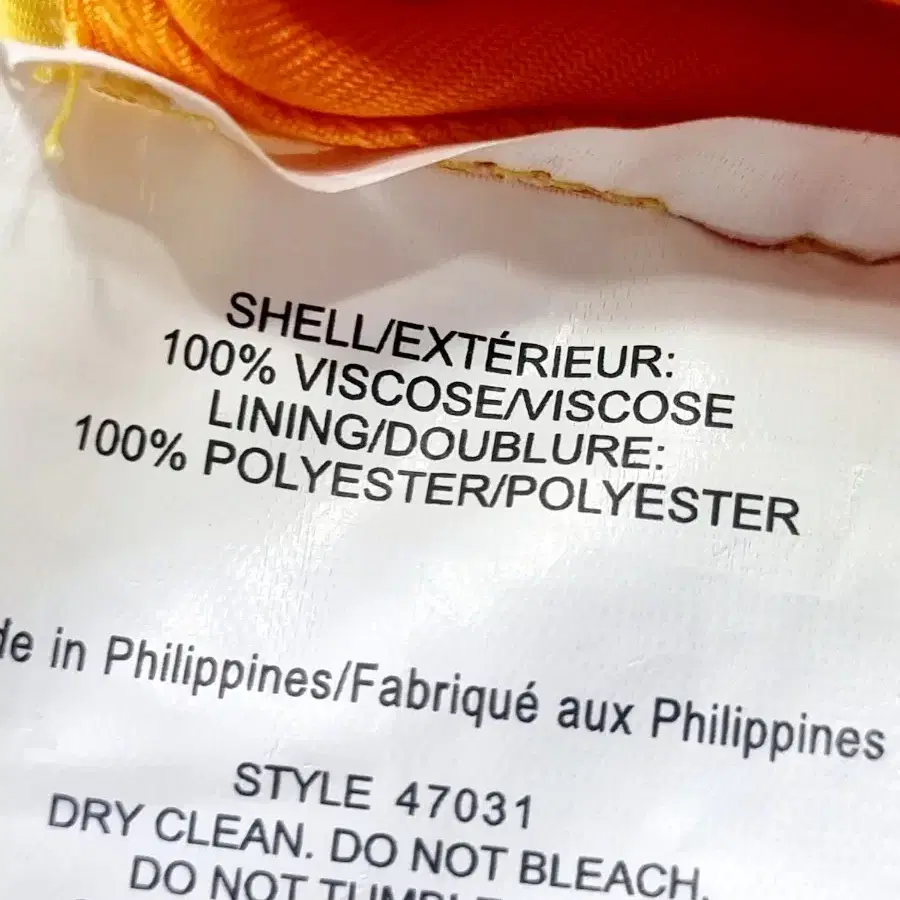 SHELL/EXTÉRIEUR:
100% VISCOSE/VISCOSE
LINING/DOUBLURE:
100% POLYESTER/POLYESTER
in Philippines/Fabriqué aux Philippines
STYLE 47031
DRY CLEAN. DO NOT BLEACH.
DO NOT